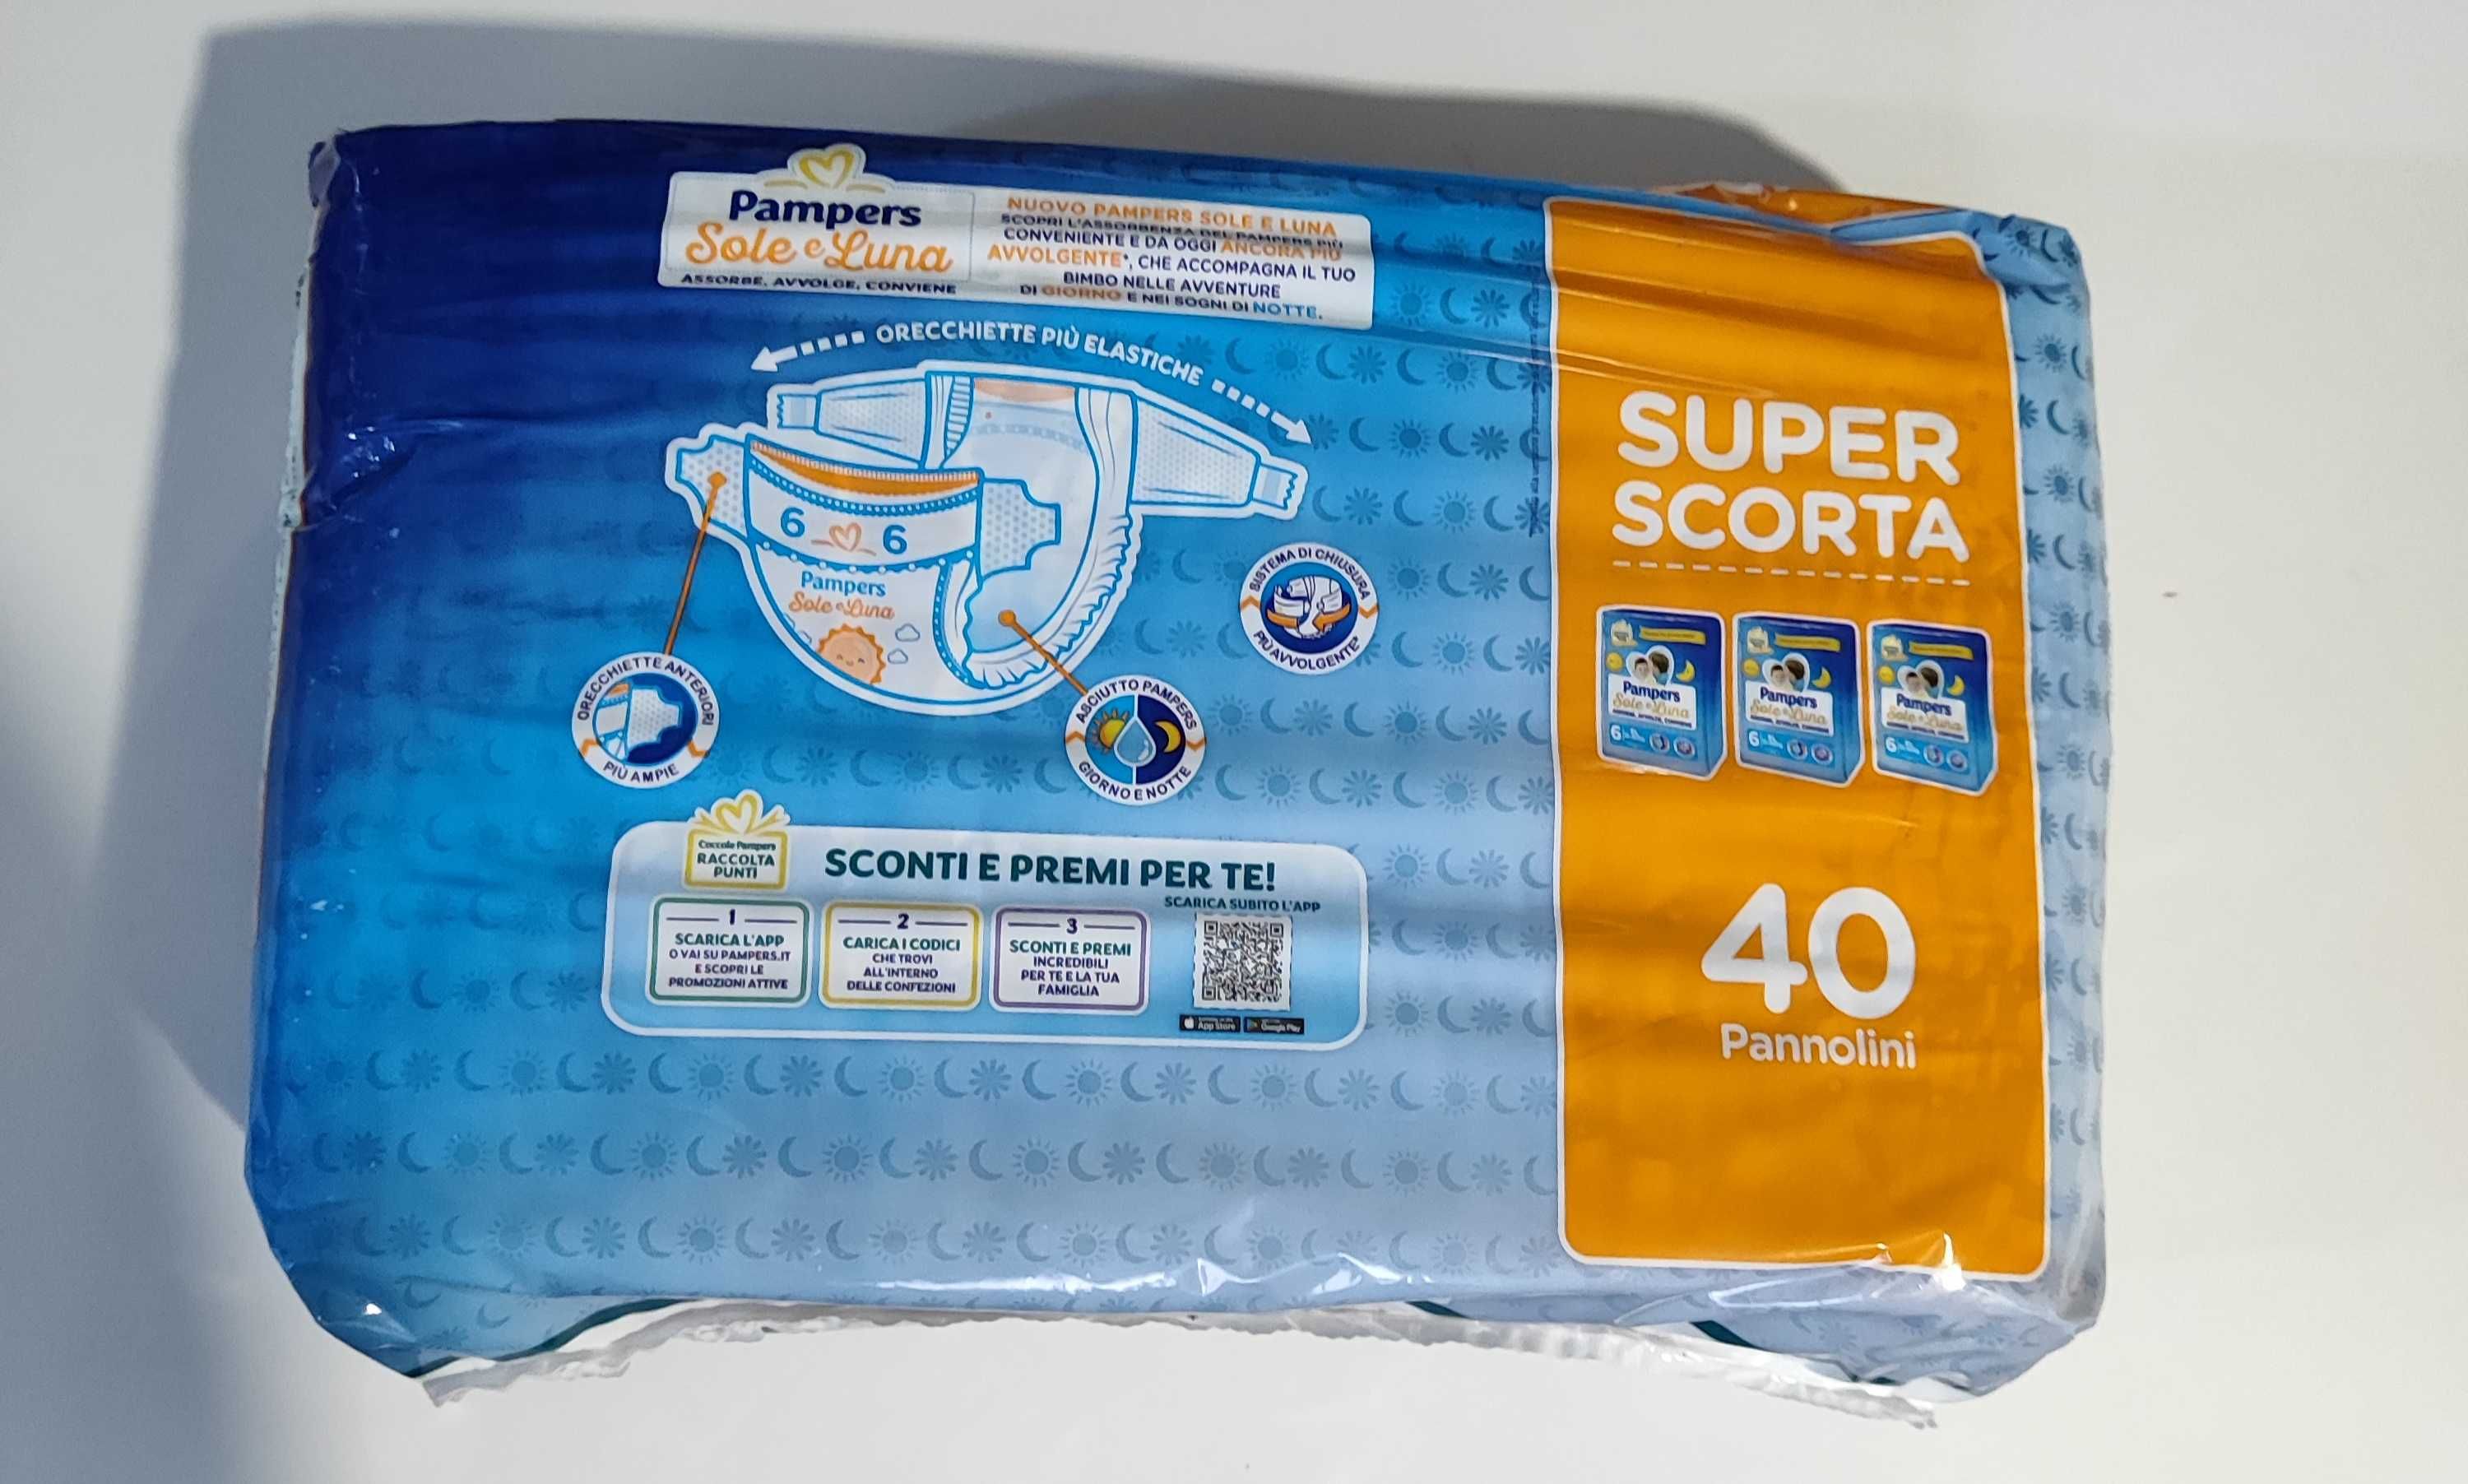 Pampers
Sole e Luna
ASSORBE, AVVOLGE, CONVIENE
NUOVO PAMPERS SOLE E LUNA
SCOPRI L'ASSORBENZA DEL PAMPERS PIÙ
CONVENIENTE E DA OGGI ANCORA PIÙ
AVVOLGENTE*, CHE ACCOMPAGNA IL TUO
BIMBO NELLE AVVENTURE
DI GIORNO E NEI SOGNI DI NOTTE.
ORECCHIETTE PIÙ ELASTICHE
6 6
Pampers
Sole e Luna
ORECCHIETTE ANTERIORI
PIÙ AMPIE
ASCIUTTO PAMPERS
GIORNO E NOTTE
SISTEMA DI CHIUSURA
PIÙ AVVOLGENTE*
Coccole Pampers
RACCOLTA
PUNTI
SCONTI E PREMI PER TE!
1
SCARICA L'APP
O VAI SU PAMPERS.IT
E SCOPRI LE
PROMOZIONI ATTIVE
2
CARICA I CODICI
CHE TROVI
ALL'INTERNO
DELLE CONFEZIONI
3
SCONTI E PREMI
INCREDIBILI
PER TE E LA TUA
FAMIGLIA
SCARICA SUBITO L'APP
App Store
Google Play
SUPER
SCORTA
Pampers
Sole e Luna
6
Pampers
Sole e Luna
6
Pampers
Sole e Luna
6
40
Pannolini